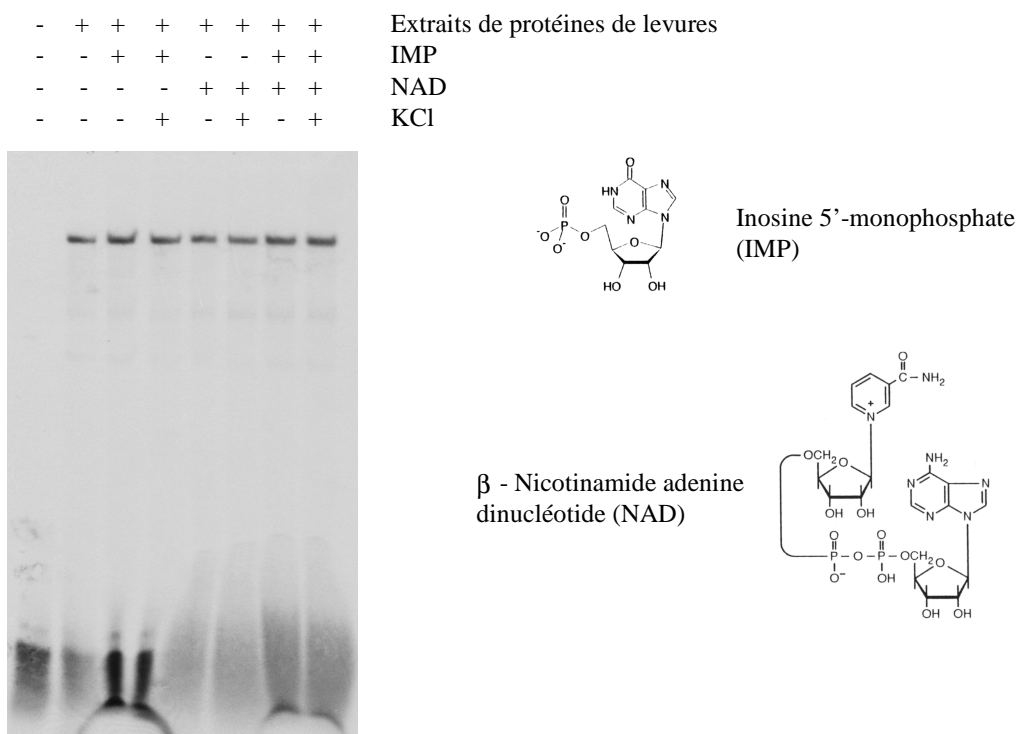 - + + + + + + + Extraits de protéines de levures
- - + + - - + + IMP
- - - - + + + + NAD
- - - + - + - + KCl
Inosine 5’-monophosphate
(IMP)
O
HN
N
N
N
O
-O
P
O-
O
O
HO
OH
β - Nicotinamide adenine
dinucléotide (NAD)
O
C
NH2
+
N
OCH2
O
OH
OH
NH2
N
N
N
N
O
O
P
O
P
OCH2
O
O-
OH
OH
OH